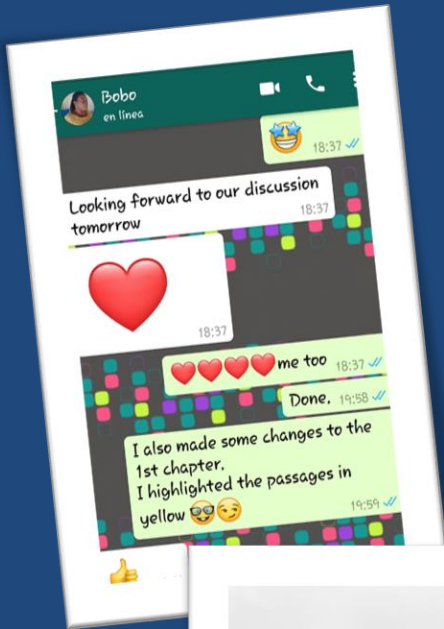 Bobo
en línea
🤩 18:37
Looking forward to our discussion
tomorrow
18:37
❤️
18:37
❤️❤️❤️❤️me too 18:37
Done. 19:58
I also made some changes to the
1st chapter.
I highlighted the passages in
yellow 🤓😏 19:59
👍